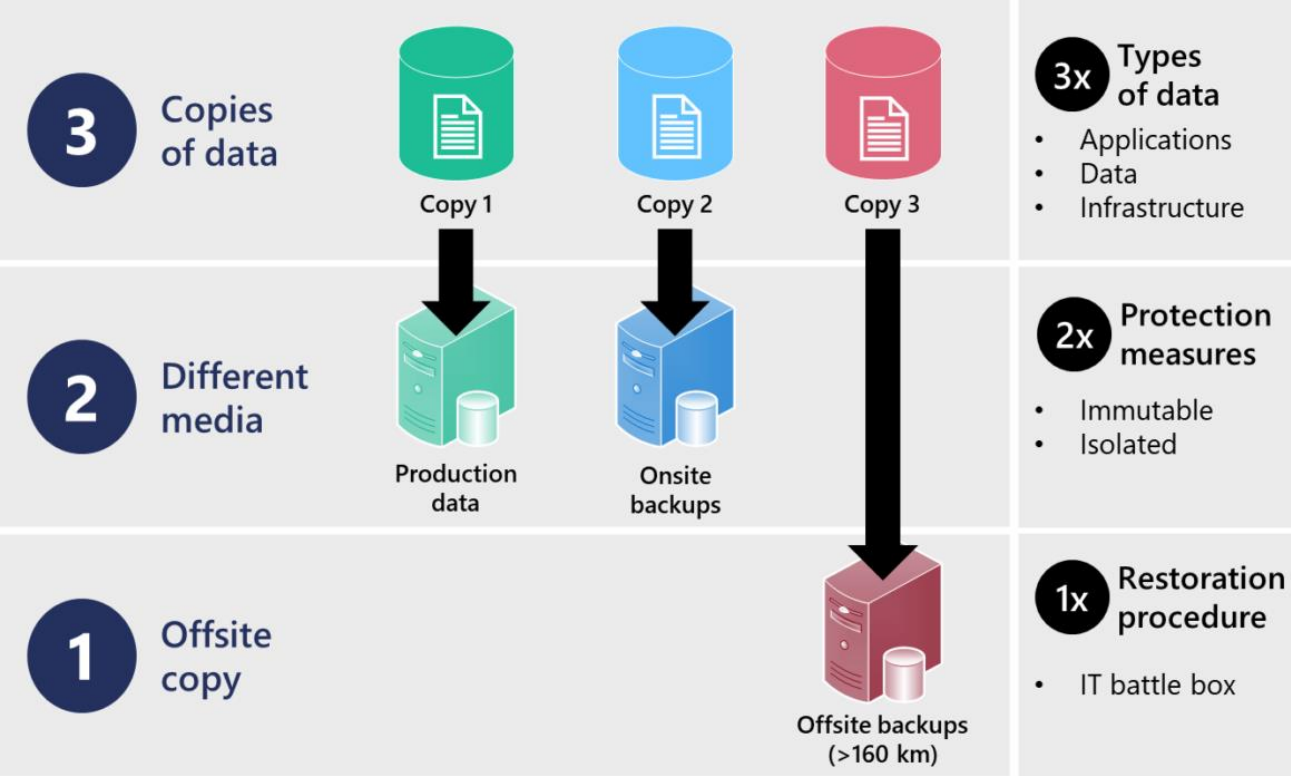 3
Copies
of data
Copy 1
Copy 2
Copy 3
3x
Types
of data
• Applications
• Data
• Infrastructure
2
Different
media
Production
data
Onsite
backups
2x
Protection
measures
• Immutable
• Isolated
1
Offsite
copy
Offsite backups
(>160 km)
1x
Restoration
procedure
• IT battle box